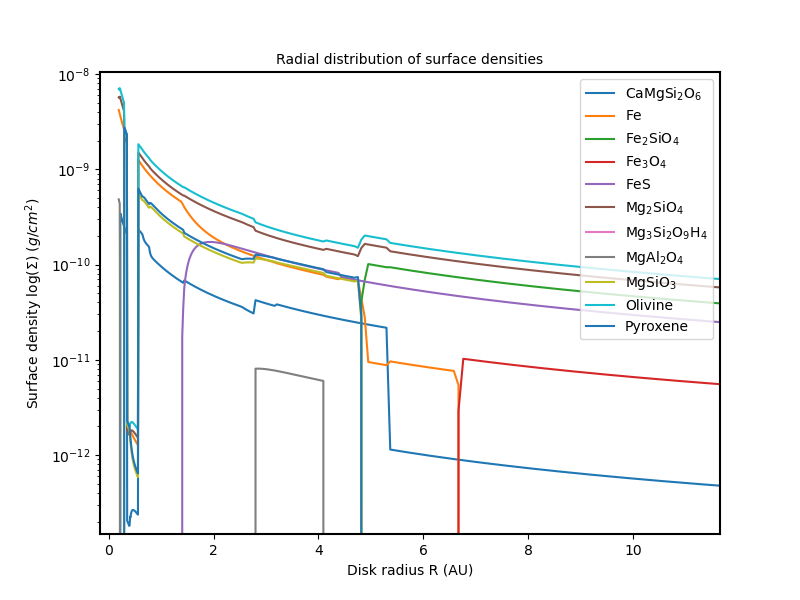 Radial distribution of surface densities
Surface density log(Σ) (g/cm²)
10⁻⁸
10⁻⁹
10⁻¹⁰
10⁻¹¹
10⁻¹²
CaMgSi₂O₆
Fe
Fe₂SiO₄
Fe₃O₄
FeS
Mg₂SiO₄
Mg₃Si₂O₉H₄
MgAl₂O₄
MgSiO₃
Olivine
Pyroxene
0 2 4 6 8 10
Disk radius R (AU)